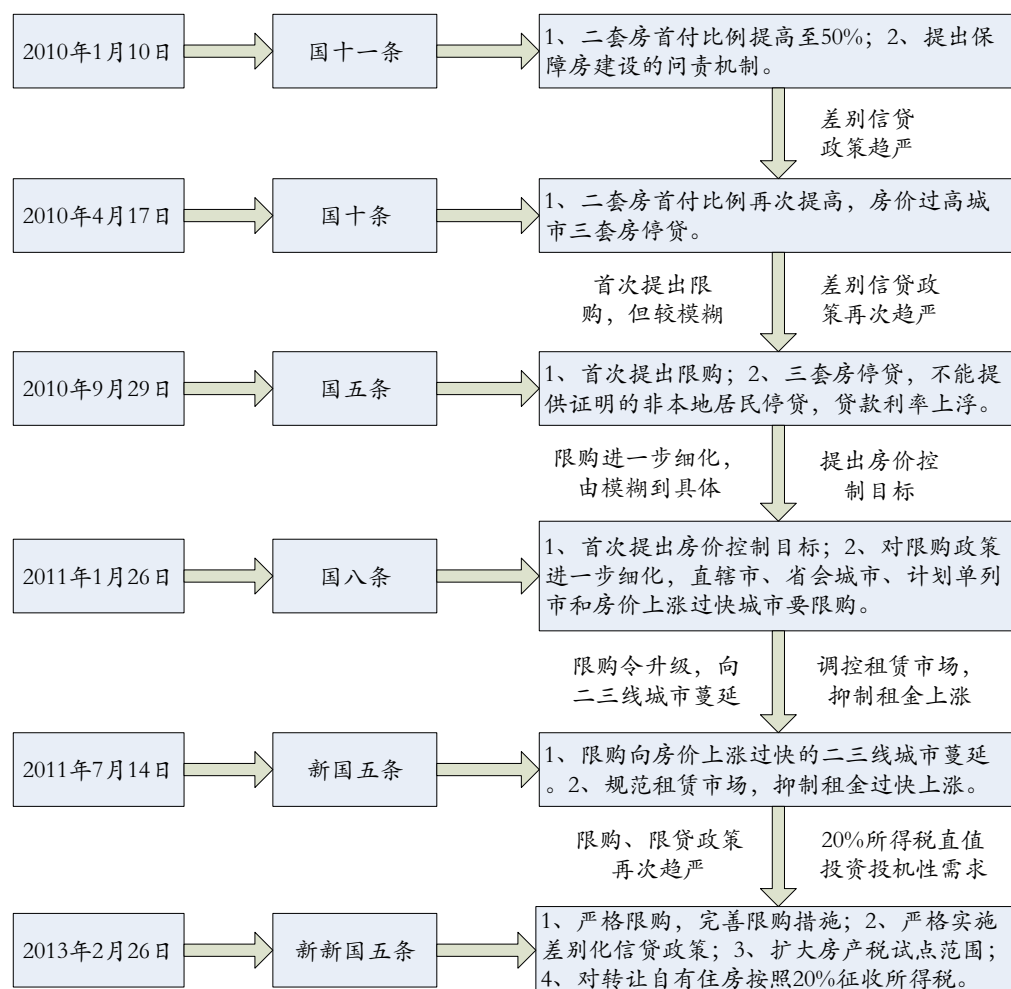 2010年1月10日
国十一条
1、二套房首付比例提高至50%；2、提出保
障房建设的问责机制。
差别信贷
政策趋严
2010年4月17日
国十条
1、二套房首付比例再次提高，房价过高城
市三套房停贷。
首次提出限
购，但较模糊
差别信贷政
策再次趋严
2010年9月29日
国五条
1、首次提出限购；2、三套房停贷，不能提
供证明的非本地居民停贷，贷款利率上浮。
限购进一步细化，
由模糊到具体
提出房价控
制目标
2011年1月26日
国八条
1、首次提出房价控制目标；2、对限购政策
进一步细化，直辖市、省会城市、计划单列
市和房价上涨过快城市要限购。
限购令升级，向
二三线城市蔓延
调控租赁市场，
抑制租金上涨
2011年7月14日
新国五条
1、限购向房价上涨过快的二三线城市蔓延
。2、规范租赁市场，抑制租金过快上涨。
限购、限贷政策
再次趋严
20%所得税直值
投资投机性需求
2013年2月26日
新新国五条
1、严格限购，完善限购措施；2、严格实施
差别化信贷政策；3、扩大房产税试点范围；
4、对转让自有住房按照20%征收所得税。